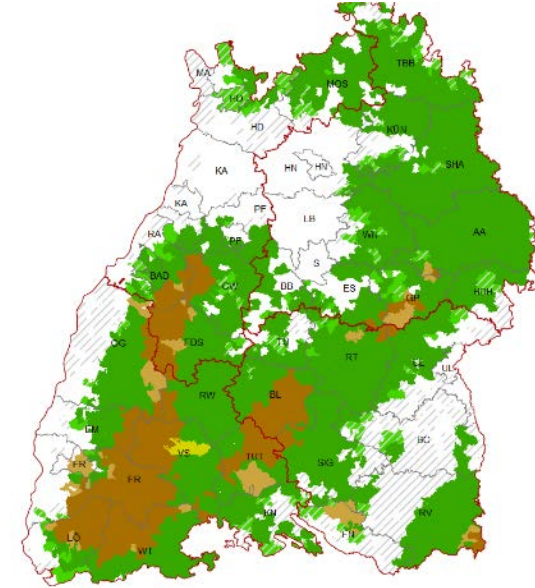 TBB
MA
MOS
HD
HD
KÜN
HN
HN
SHA
KA
KA
PF
LB
RA
PF
WN
AA
S
BAD
CW
BB
ES
HDH
GP
OG
FDS
TÜ
RT
UL
RW
BL
EM
BC
VS
FR
TUT
SIG
FR
KN
RV
FN
LÖ
WT